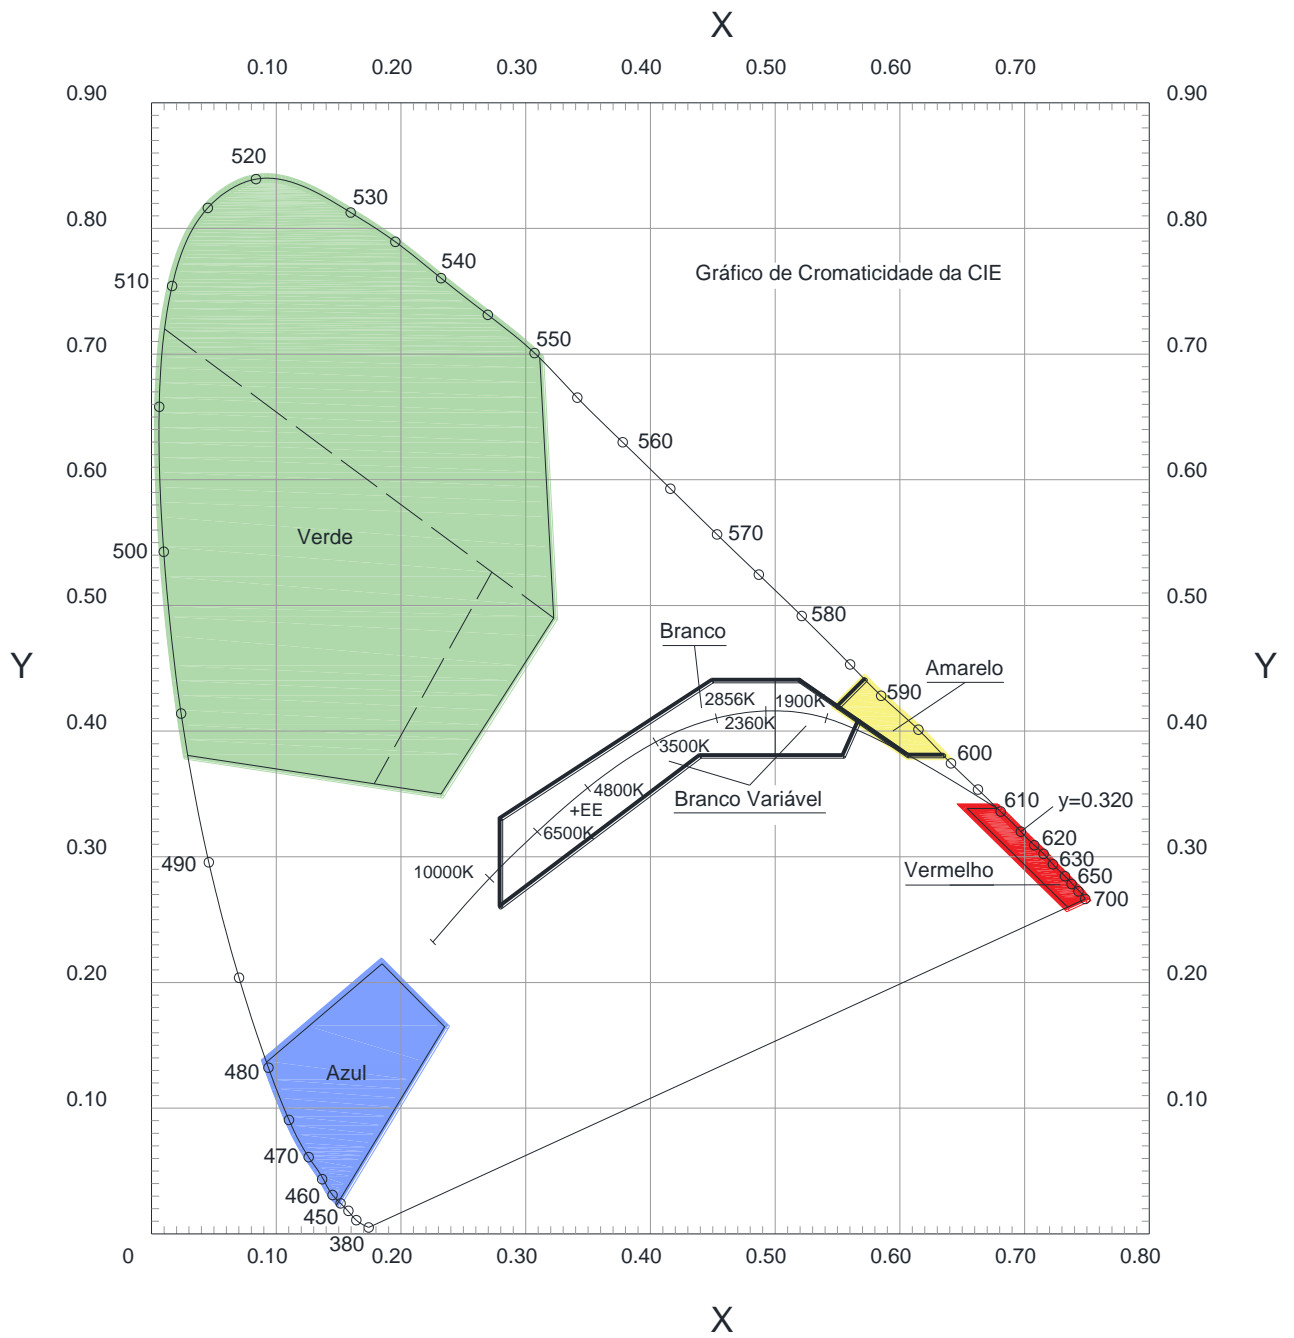 X
0.10 0.20 0.30 0.40 0.50 0.60 0.70
0.90 0.90
520
530
0.80 0.80
540
Gráfico de Cromaticidade da CIE
510
550
0.70 0.70
560
0.60 0.60
570
Verde
500
0.50 0.50
580
Branco
Y Y
Amarelo
590
2856K 1900K
2360K
0.40 0.40
3500K
600
4800K
Branco Variável
610 y=0.320
+EE
6500K
620
0.30 0.30
630
490
10000K
Vermelho
650
700
0.20 0.20
480
Azul
0.10 0.10
470
460
450
380
0 0.10 0.20 0.30 0.40 0.50 0.60 0.70 0.80
X